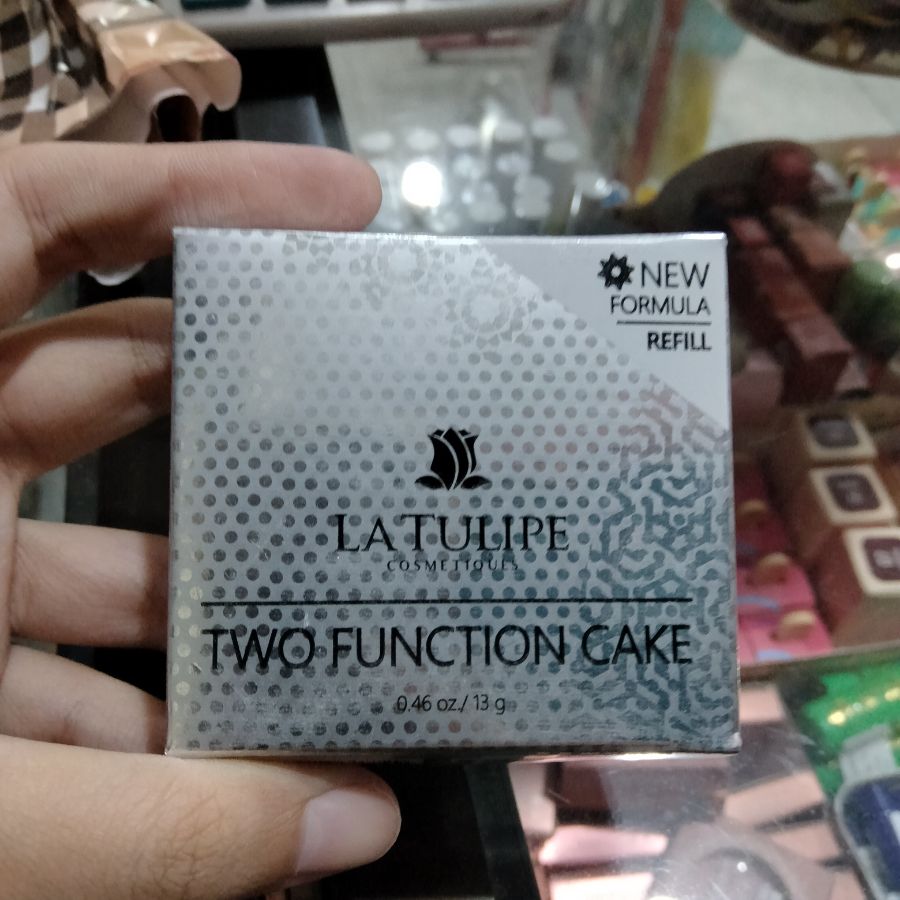 NEW
FORMULA
REFILL
LATULIPE
COSMETIQUES
TWO FUNCTION CAKE
0.46 oz./ 13 g